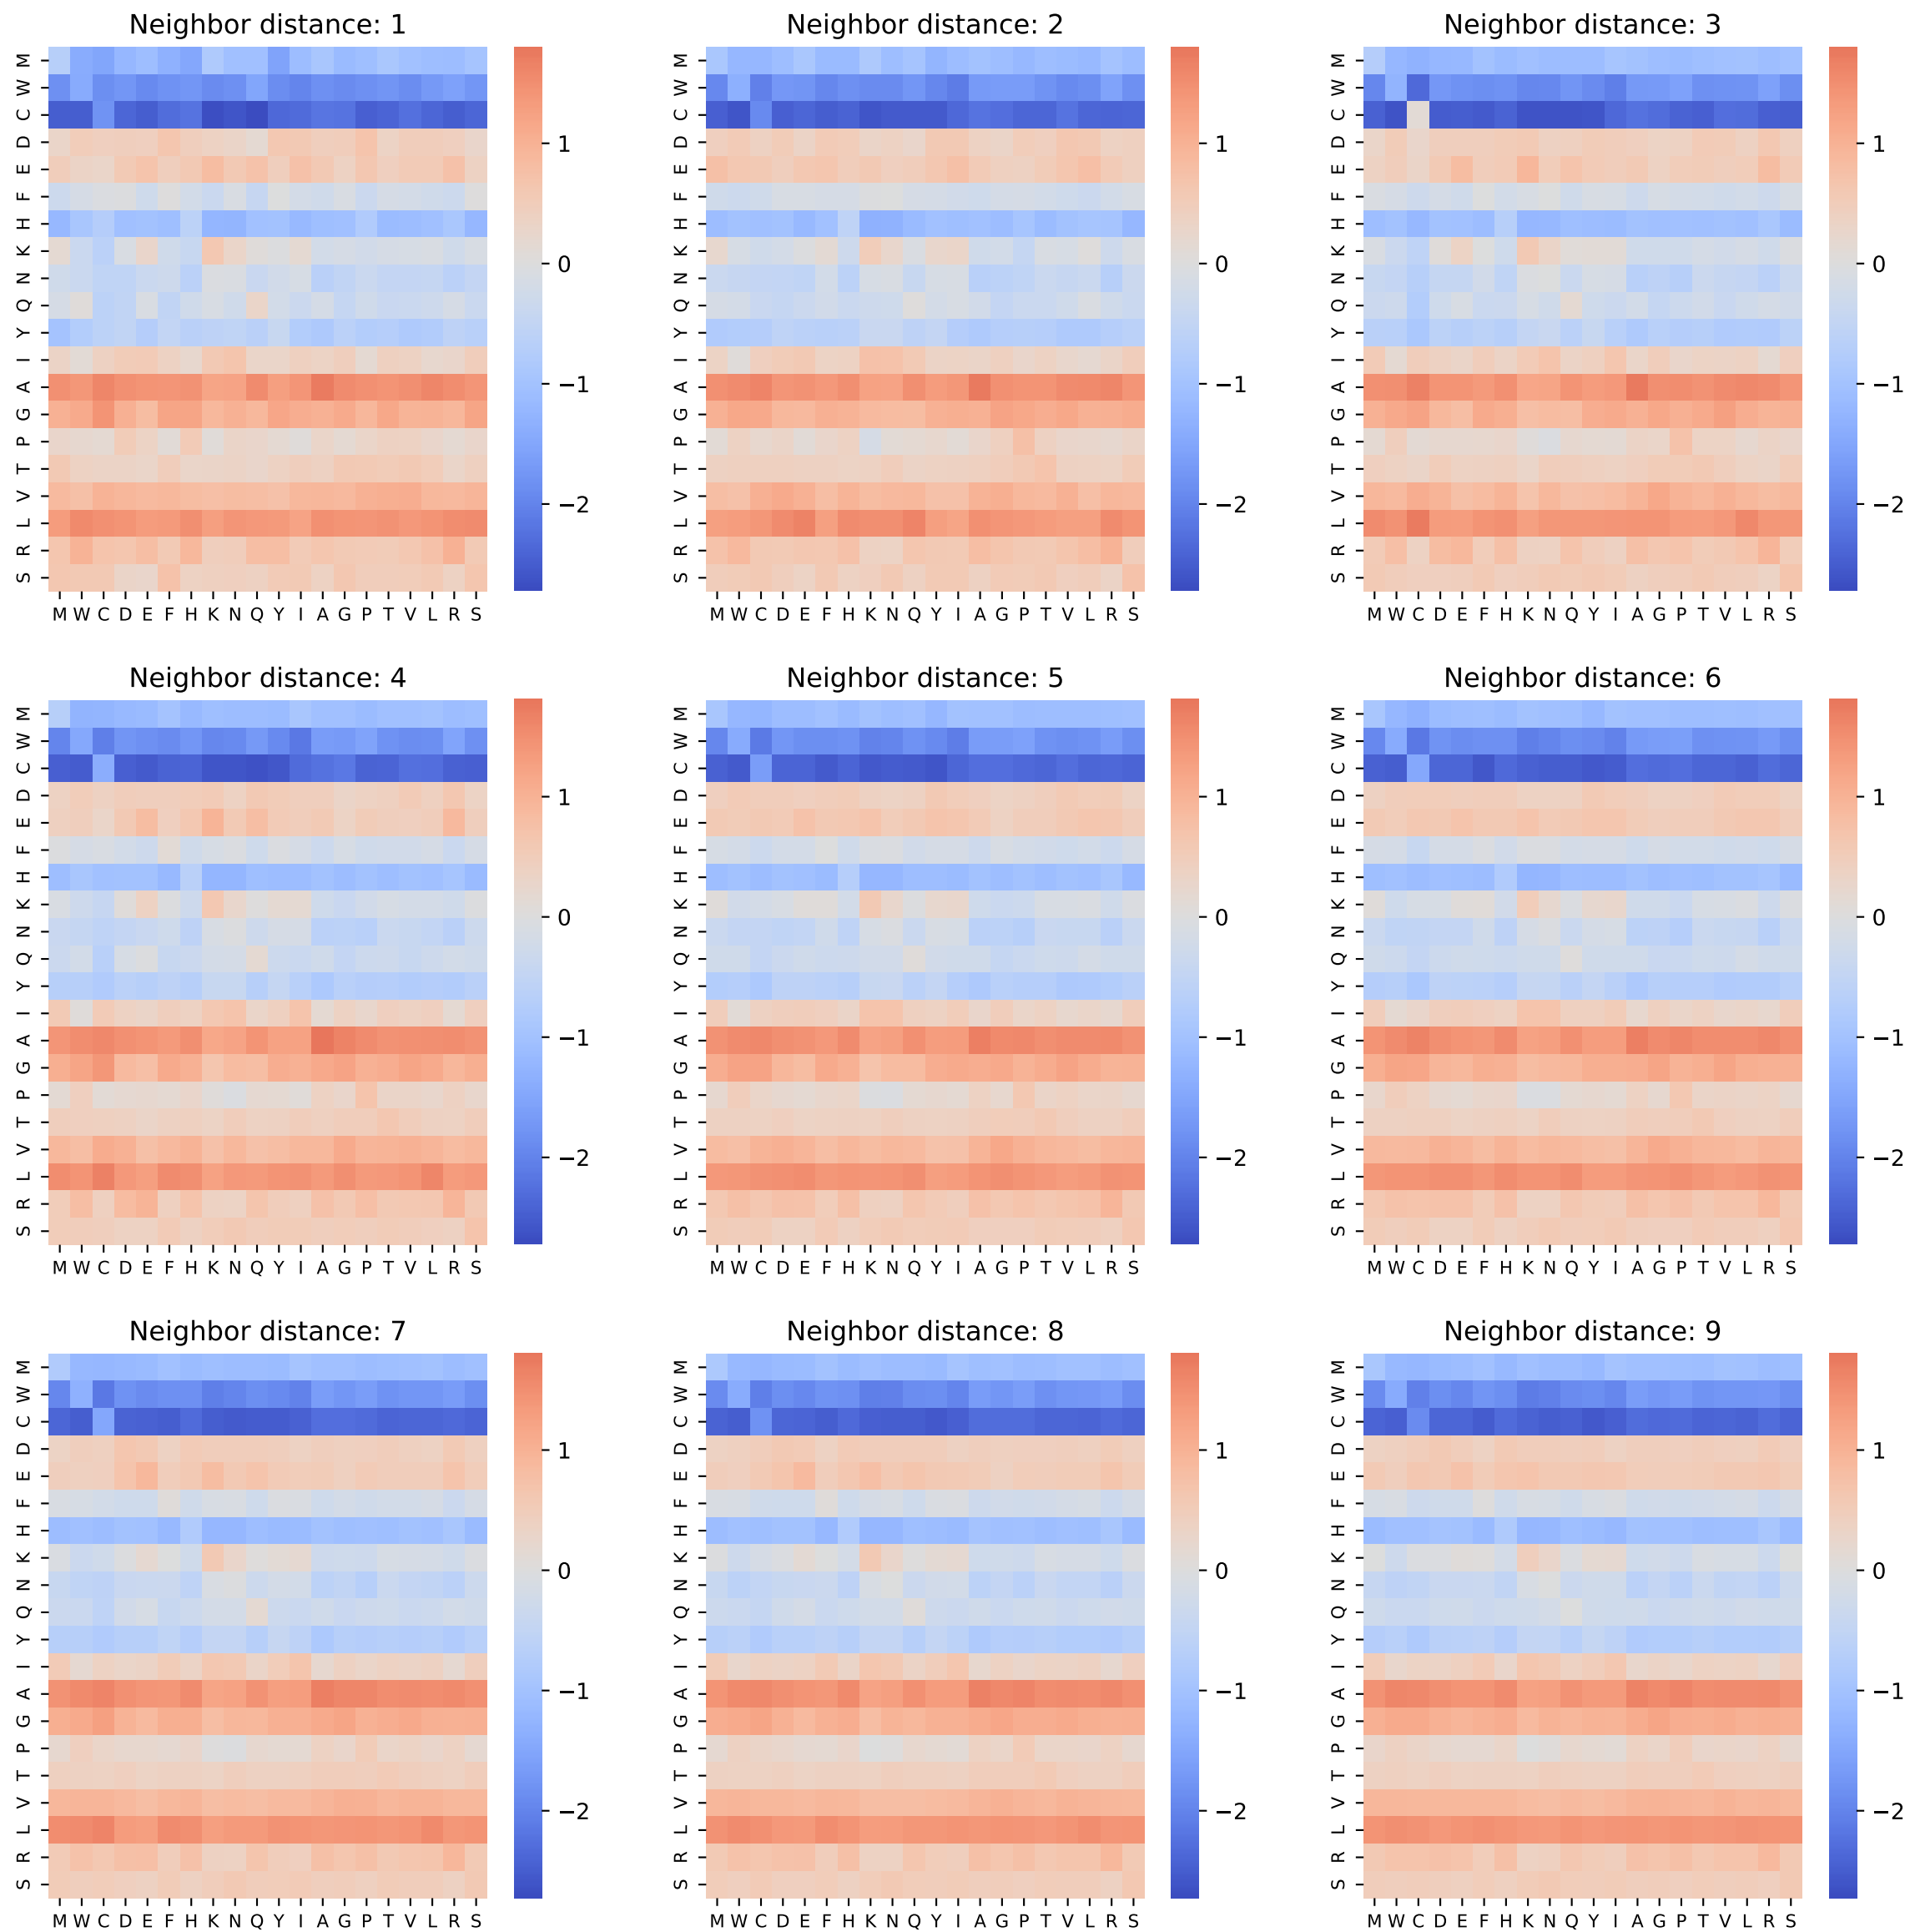 Neighbor distance: 1
M
W
C
D
E
F
H
K
N
Q
Y
I
A
G
P
T
V
L
R
S
M W C D E F H K N Q Y I A G P T V L R S
1
0
−1
−2
Neighbor distance: 2
M
W
C
D
E
F
H
K
N
Q
Y
I
A
G
P
T
V
L
R
S
M W C D E F H K N Q Y I A G P T V L R S
1
0
−1
−2
Neighbor distance: 3
M
W
C
D
E
F
H
K
N
Q
Y
I
A
G
P
T
V
L
R
S
M W C D E F H K N Q Y I A G P T V L R S
1
0
−1
−2
Neighbor distance: 4
M
W
C
D
E
F
H
K
N
Q
Y
I
A
G
P
T
V
L
R
S
M W C D E F H K N Q Y I A G P T V L R S
1
0
−1
−2
Neighbor distance: 5
M
W
C
D
E
F
H
K
N
Q
Y
I
A
G
P
T
V
L
R
S
M W C D E F H K N Q Y I A G P T V L R S
1
0
−1
−2
Neighbor distance: 6
M
W
C
D
E
F
H
K
N
Q
Y
I
A
G
P
T
V
L
R
S
M W C D E F H K N Q Y I A G P T V L R S
1
0
−1
−2
Neighbor distance: 7
M
W
C
D
E
F
H
K
N
Q
Y
I
A
G
P
T
V
L
R
S
M W C D E F H K N Q Y I A G P T V L R S
1
0
−1
−2
Neighbor distance: 8
M
W
C
D
E
F
H
K
N
Q
Y
I
A
G
P
T
V
L
R
S
M W C D E F H K N Q Y I A G P T V L R S
1
0
−1
−2
Neighbor distance: 9
M
W
C
D
E
F
H
K
N
Q
Y
I
A
G
P
T
V
L
R
S
M W C D E F H K N Q Y I A G P T V L R S
1
0
−1
−2